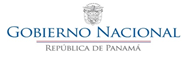 GOBIERNO NACIONAL
REPÚBLICA DE PANAMÁ